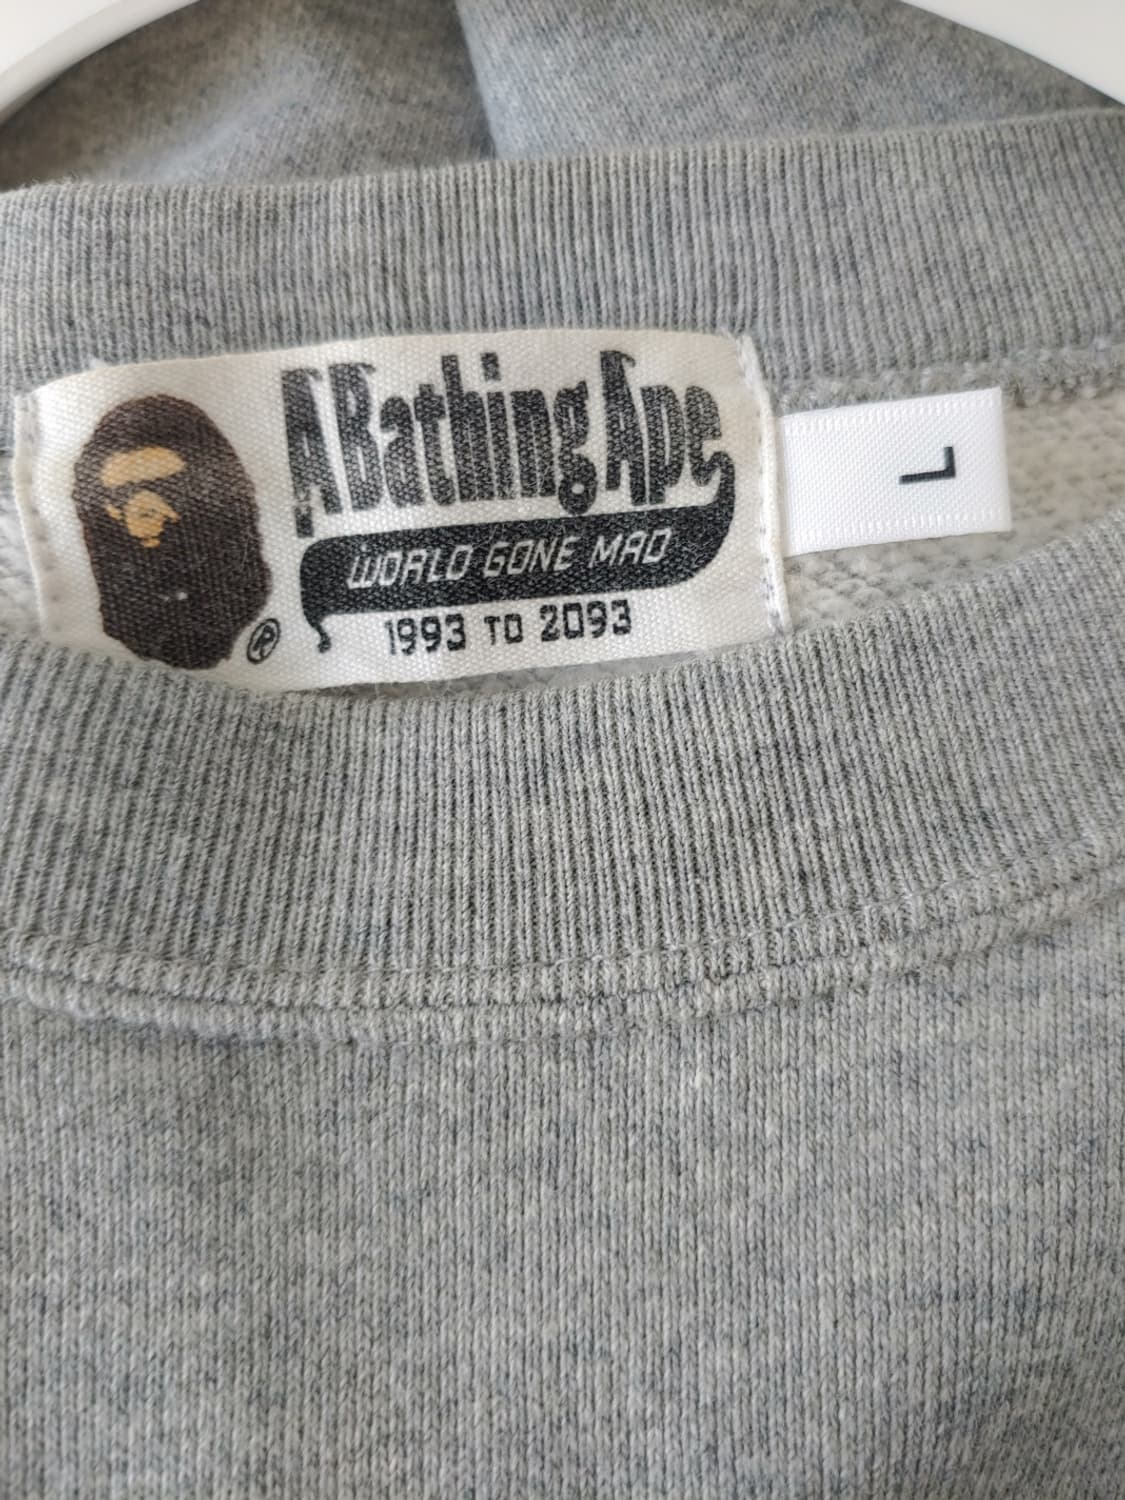 A Bathing Ape
WORLD GONE MAD
1993 TO 2093
®
L